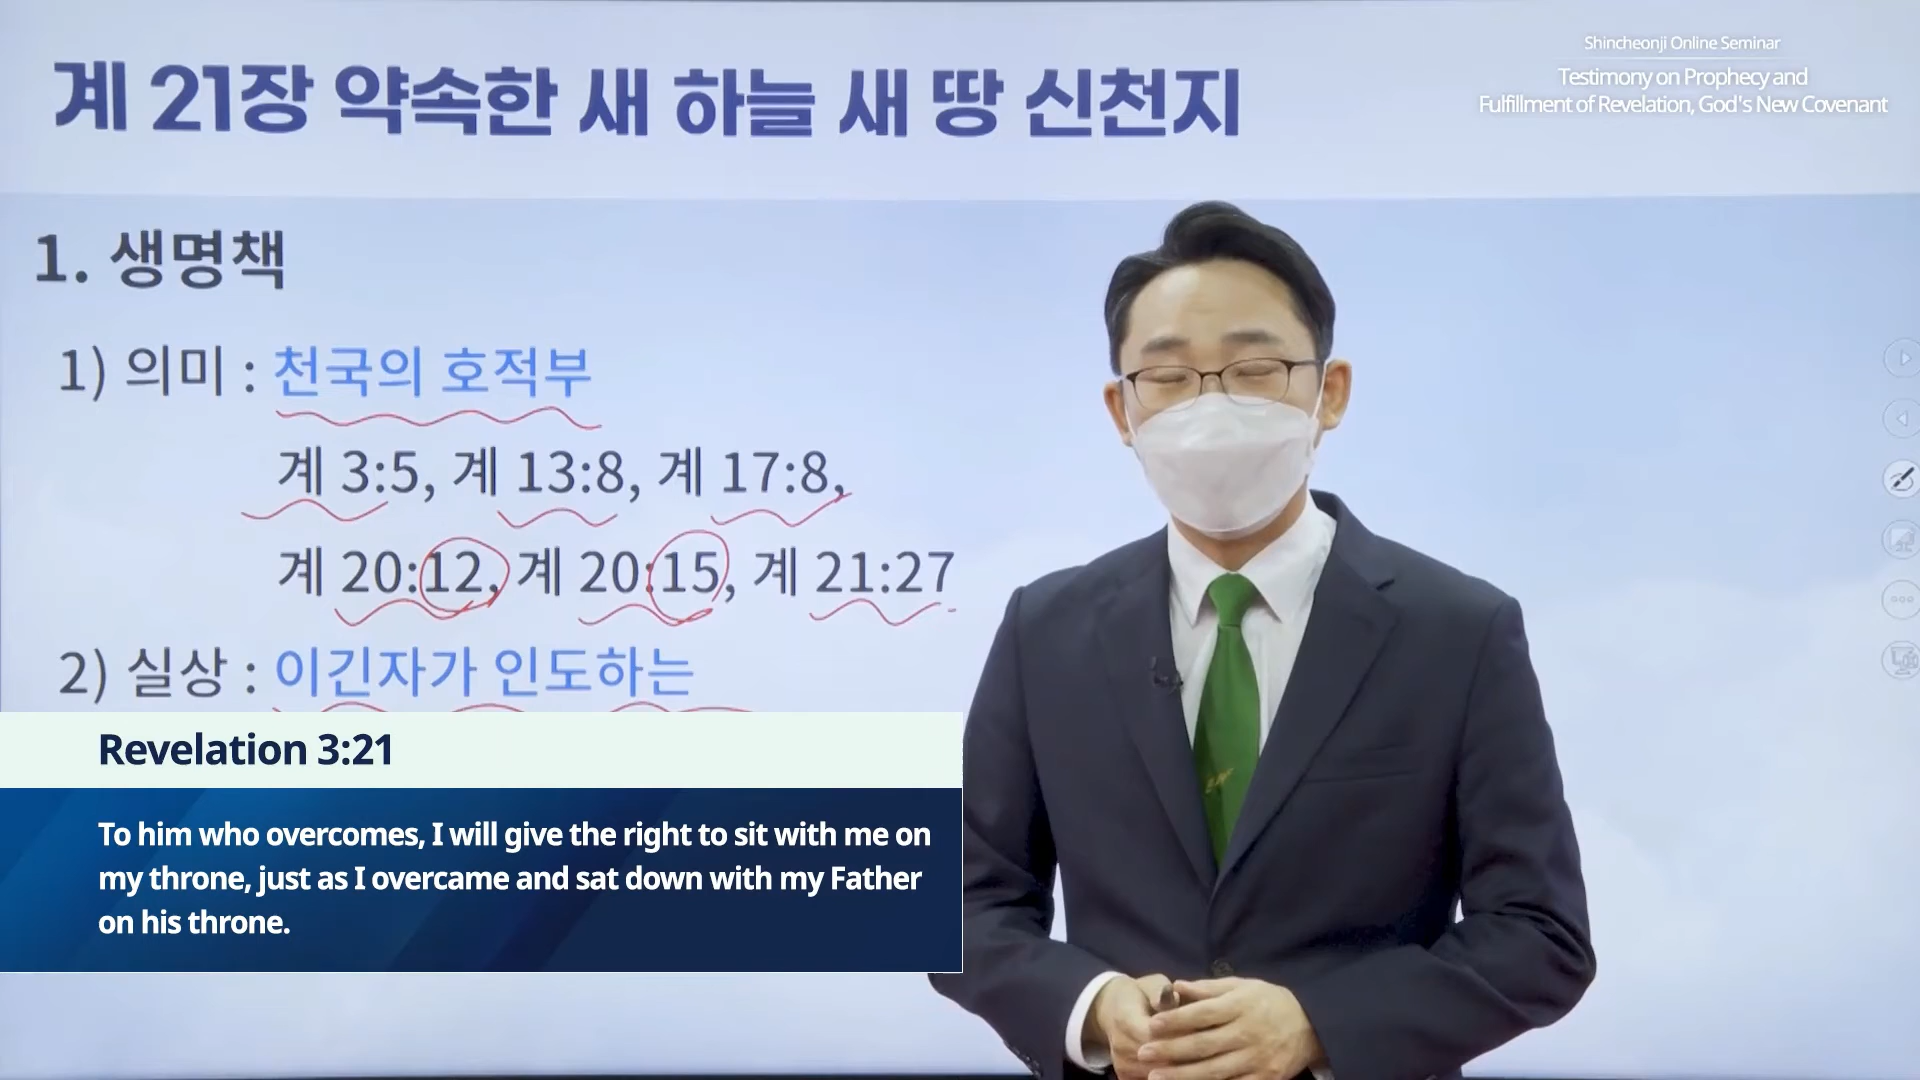 계 21장 약속한 새 하늘 새 땅 신천지
Shincheonji Online Seminar
Testimony on Prophecy and
Fulfillment of Revelation, God's New Covenant
1. 생명책
1) 의미 : 천국의 호적부
계 3:5, 계 13:8, 계 17:8,
계 20:12, 계 20:15, 계 21:27
2) 실상 : 이긴자가 인도하는
Revelation 3:21
To him who overcomes, I will give the right to sit with me on
my throne, just as I overcame and sat down with my Father
on his throne.